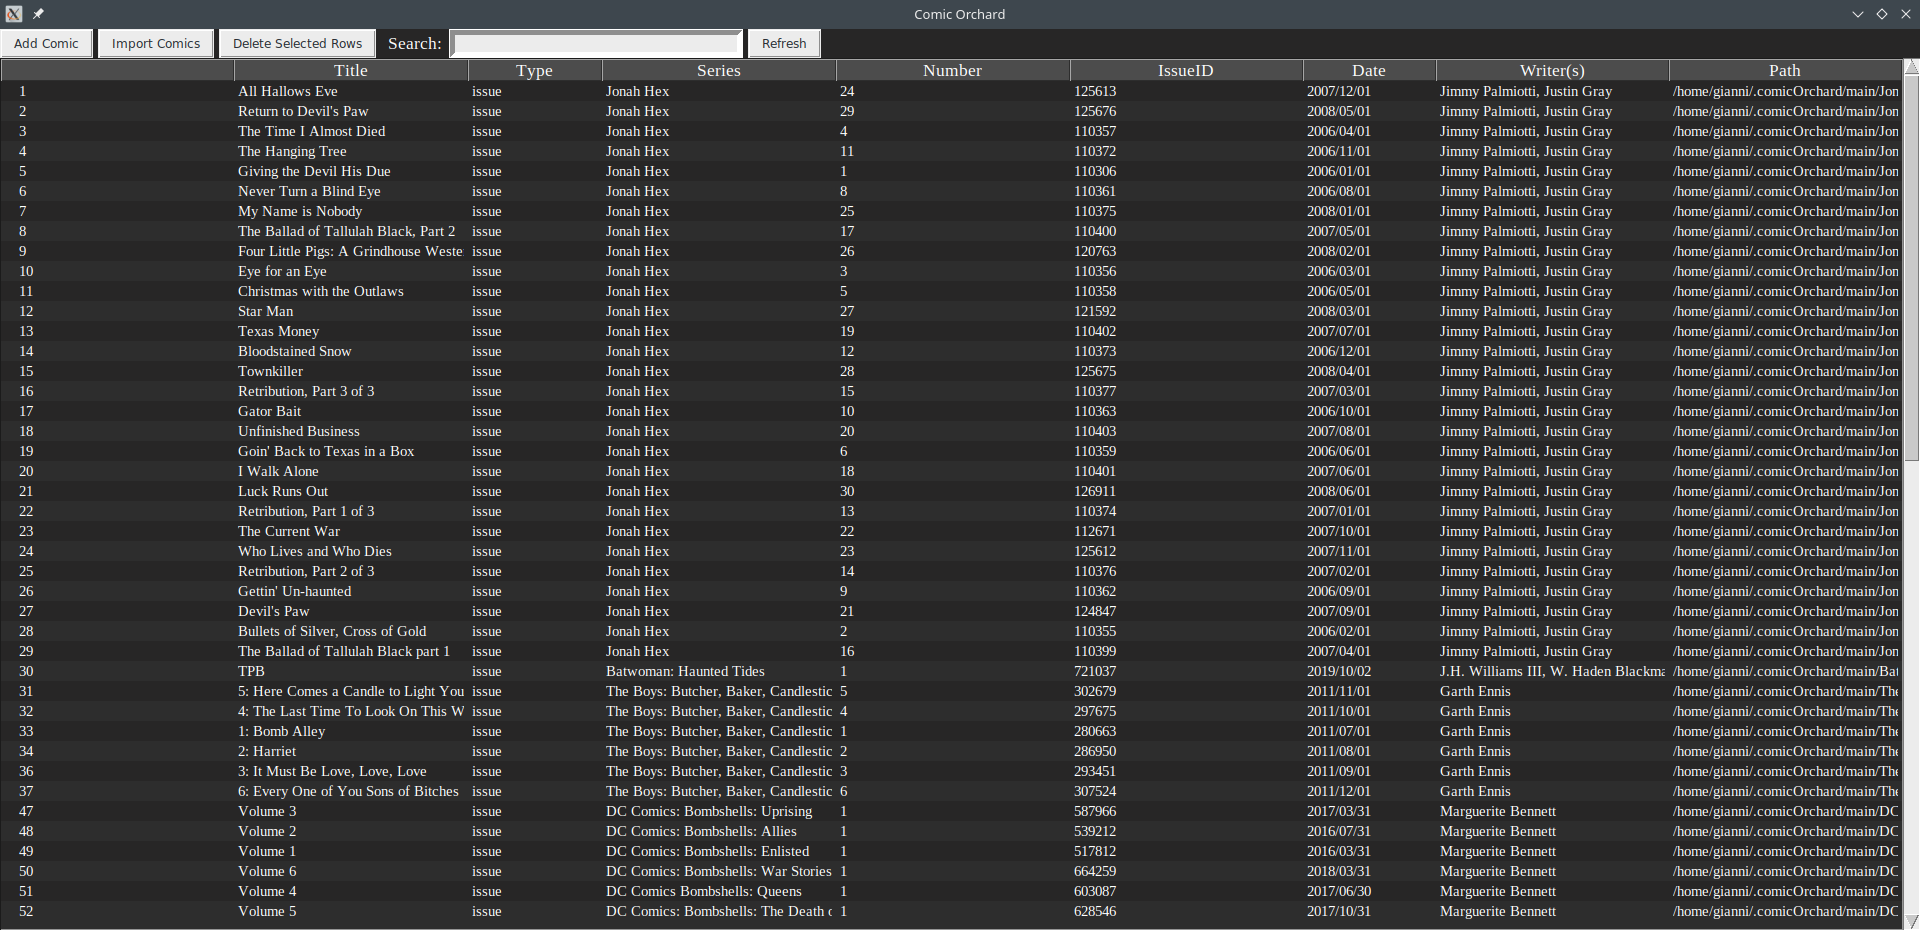 Comic Orchard
Add Comic Import Comics Delete Selected Rows Search: Refresh
Title Type Series Number IssueID Date Writer(s) Path
1 All Hallows Eve issue Jonah Hex 24 125613 2007/12/01 Jimmy Palmiotti, Justin Gray /home/gianni/.comicOrchard/main/Jon
2 Return to Devil's Paw issue Jonah Hex 29 125676 2008/05/01 Jimmy Palmiotti, Justin Gray /home/gianni/.comicOrchard/main/Jon
3 The Time I Almost Died issue Jonah Hex 4 110357 2006/04/01 Jimmy Palmiotti, Justin Gray /home/gianni/.comicOrchard/main/Jon
4 The Hanging Tree issue Jonah Hex 11 110372 2006/11/01 Jimmy Palmiotti, Justin Gray /home/gianni/.comicOrchard/main/Jon
5 Giving the Devil His Due issue Jonah Hex 1 110306 2006/01/01 Jimmy Palmiotti, Justin Gray /home/gianni/.comicOrchard/main/Jon
6 Never Turn a Blind Eye issue Jonah Hex 8 110361 2006/08/01 Jimmy Palmiotti, Justin Gray /home/gianni/.comicOrchard/main/Jon
7 My Name is Nobody issue Jonah Hex 25 110375 2008/01/01 Jimmy Palmiotti, Justin Gray /home/gianni/.comicOrchard/main/Jon
8 The Ballad of Tallulah Black, Part 2 issue Jonah Hex 17 110400 2007/05/01 Jimmy Palmiotti, Justin Gray /home/gianni/.comicOrchard/main/Jon
9 Four Little Pigs: A Grindhouse Weste issue Jonah Hex 26 120763 2008/02/01 Jimmy Palmiotti, Justin Gray /home/gianni/.comicOrchard/main/Jon
10 Eye for an Eye issue Jonah Hex 3 110356 2006/03/01 Jimmy Palmiotti, Justin Gray /home/gianni/.comicOrchard/main/Jon
11 Christmas with the Outlaws issue Jonah Hex 5 110358 2006/05/01 Jimmy Palmiotti, Justin Gray /home/gianni/.comicOrchard/main/Jon
12 Star Man issue Jonah Hex 27 121592 2008/03/01 Jimmy Palmiotti, Justin Gray /home/gianni/.comicOrchard/main/Jon
13 Texas Money issue Jonah Hex 19 110402 2007/07/01 Jimmy Palmiotti, Justin Gray /home/gianni/.comicOrchard/main/Jon
14 Bloodstained Snow issue Jonah Hex 12 110373 2006/12/01 Jimmy Palmiotti, Justin Gray /home/gianni/.comicOrchard/main/Jon
15 Townkiller issue Jonah Hex 28 125675 2008/04/01 Jimmy Palmiotti, Justin Gray /home/gianni/.comicOrchard/main/Jon
16 Retribution, Part 3 of 3 issue Jonah Hex 15 110377 2007/03/01 Jimmy Palmiotti, Justin Gray /home/gianni/.comicOrchard/main/Jon
17 Gator Bait issue Jonah Hex 10 110363 2006/10/01 Jimmy Palmiotti, Justin Gray /home/gianni/.comicOrchard/main/Jon
18 Unfinished Business issue Jonah Hex 20 110403 2007/08/01 Jimmy Palmiotti, Justin Gray /home/gianni/.comicOrchard/main/Jon
19 Goin' Back to Texas in a Box issue Jonah Hex 6 110359 2006/06/01 Jimmy Palmiotti, Justin Gray /home/gianni/.comicOrchard/main/Jon
20 I Walk Alone issue Jonah Hex 18 110401 2007/06/01 Jimmy Palmiotti, Justin Gray /home/gianni/.comicOrchard/main/Jon
21 Luck Runs Out issue Jonah Hex 30 126911 2008/06/01 Jimmy Palmiotti, Justin Gray /home/gianni/.comicOrchard/main/Jon
22 Retribution, Part 1 of 3 issue Jonah Hex 13 110374 2007/01/01 Jimmy Palmiotti, Justin Gray /home/gianni/.comicOrchard/main/Jon
23 The Current War issue Jonah Hex 22 112671 2007/10/01 Jimmy Palmiotti, Justin Gray /home/gianni/.comicOrchard/main/Jon
24 Who Lives and Who Dies issue Jonah Hex 23 125612 2007/11/01 Jimmy Palmiotti, Justin Gray /home/gianni/.comicOrchard/main/Jon
25 Retribution, Part 2 of 3 issue Jonah Hex 14 110376 2007/02/01 Jimmy Palmiotti, Justin Gray /home/gianni/.comicOrchard/main/Jon
26 Gettin' Un-haunted issue Jonah Hex 9 110362 2006/09/01 Jimmy Palmiotti, Justin Gray /home/gianni/.comicOrchard/main/Jon
27 Devil's Paw issue Jonah Hex 21 124847 2007/09/01 Jimmy Palmiotti, Justin Gray /home/gianni/.comicOrchard/main/Jon
28 Bullets of Silver, Cross of Gold issue Jonah Hex 2 110355 2006/02/01 Jimmy Palmiotti, Justin Gray /home/gianni/.comicOrchard/main/Jon
29 The Ballad of Tallulah Black part 1 issue Jonah Hex 16 110399 2007/04/01 Jimmy Palmiotti, Justin Gray /home/gianni/.comicOrchard/main/Jon
30 TPB issue Batwoman: Haunted Tides 1 721037 2019/10/02 J.H. Williams III, W. Haden Blackma /home/gianni/.comicOrchard/main/Bat
31 5: Here Comes a Candle to Light You issue The Boys: Butcher, Baker, Candlestic 5 302679 2011/11/01 Garth Ennis /home/gianni/.comicOrchard/main/The
32 4: The Last Time To Look On This W issue The Boys: Butcher, Baker, Candlestic 4 297675 2011/10/01 Garth Ennis /home/gianni/.comicOrchard/main/The
33 1: Bomb Alley issue The Boys: Butcher, Baker, Candlestic 1 280663 2011/07/01 Garth Ennis /home/gianni/.comicOrchard/main/The
34 2: Harriet issue The Boys: Butcher, Baker, Candlestic 2 286950 2011/08/01 Garth Ennis /home/gianni/.comicOrchard/main/The
36 3: It Must Be Love, Love, Love issue The Boys: Butcher, Baker, Candlestic 3 293451 2011/09/01 Garth Ennis /home/gianni/.comicOrchard/main/The
37 6: Every One of You Sons of Bitches issue The Boys: Butcher, Baker, Candlestic 6 307524 2011/12/01 Garth Ennis /home/gianni/.comicOrchard/main/The
47 Volume 3 issue DC Comics: Bombshells: Uprising 1 587966 2017/03/31 Marguerite Bennett /home/gianni/.comicOrchard/main/DC
48 Volume 2 issue DC Comics: Bombshells: Allies 1 539212 2016/07/31 Marguerite Bennett /home/gianni/.comicOrchard/main/DC
49 Volume 1 issue DC Comics: Bombshells: Enlisted 1 517812 2016/03/31 Marguerite Bennett /home/gianni/.comicOrchard/main/DC
50 Volume 6 issue DC Comics: Bombshells: War Stories 1 664259 2018/03/31 Marguerite Bennett /home/gianni/.comicOrchard/main/DC
51 Volume 4 issue DC Comics Bombshells: Queens 1 603087 2017/06/30 Marguerite Bennett /home/gianni/.comicOrchard/main/DC
52 Volume 5 issue DC Comics: Bombshells: The Death o 1 628546 2017/10/31 Marguerite Bennett /home/gianni/.comicOrchard/main/DC